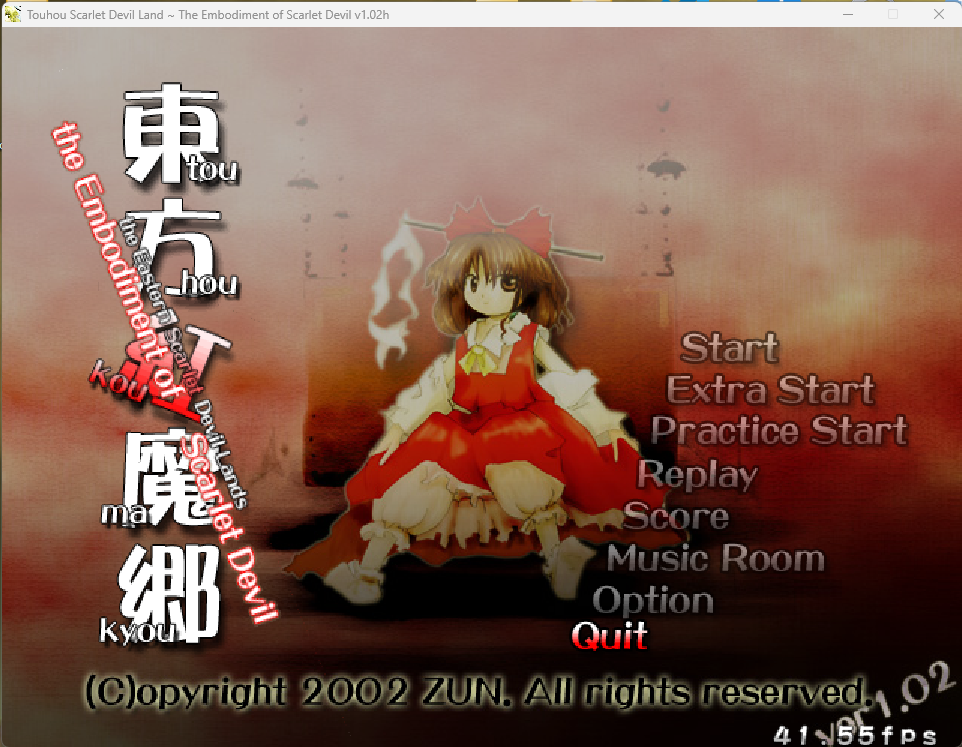 Touhou Scarlet Devil Land ~ The Embodiment of Scarlet Devil v1.02h
東方紅魔郷
tou
hou
kou
ma
kyou
the Embodiment of Scarlet Devil
the Eastern Scarlet Devil Lands
Start
Extra Start
Practice Start
Replay
Score
Music Room
Option
Quit
(C)opyright 2002 ZUN. All rights reserved.
ver1.02
41.55fps